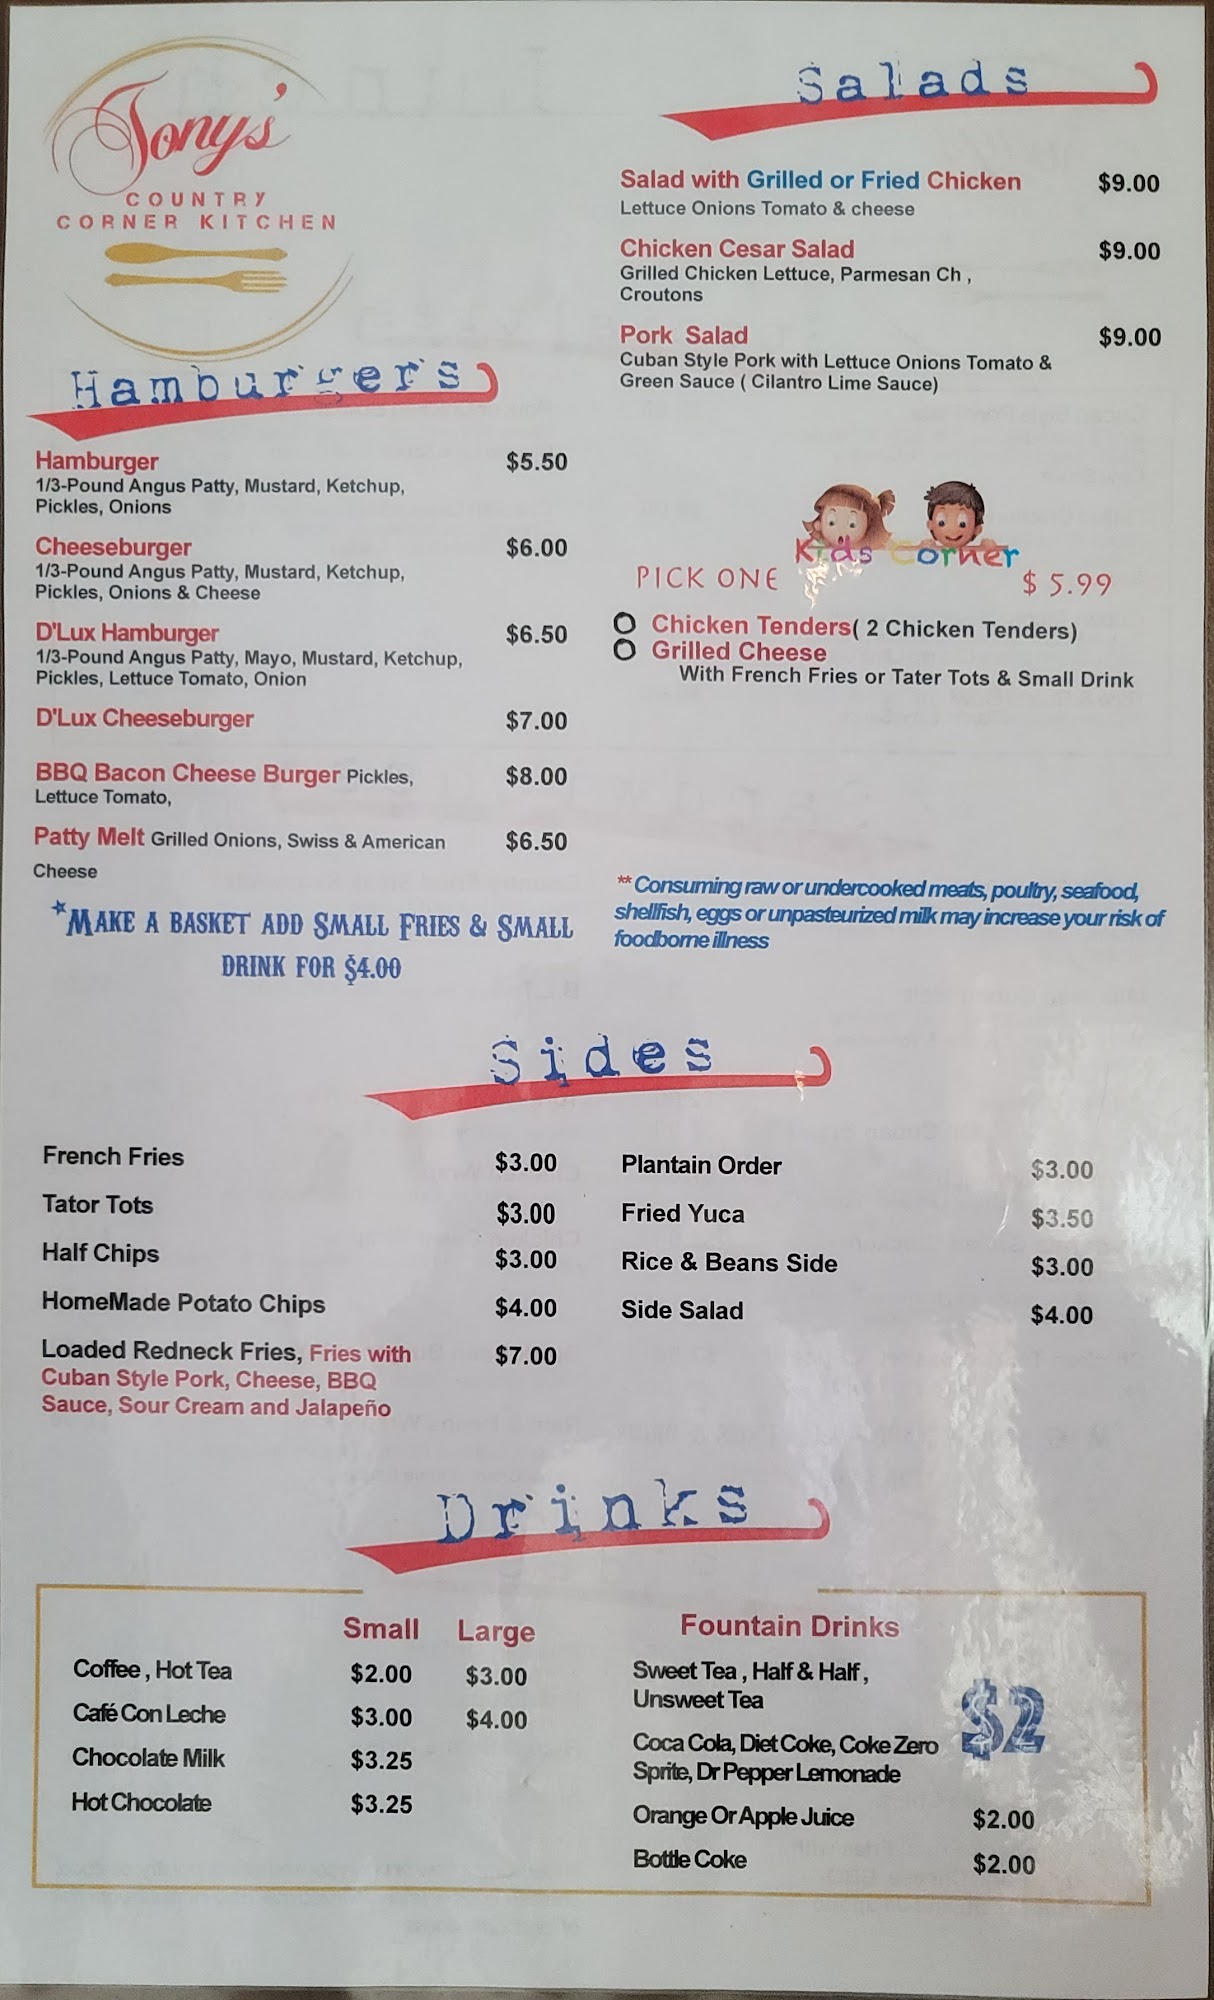 Tony's
COUNTRY
CORNER KITCHEN
Hamburgers
Hamburger $5.50
1/3-Pound Angus Patty, Mustard, Ketchup,
Pickles, Onions
Cheeseburger $6.00
1/3-Pound Angus Patty, Mustard, Ketchup,
Pickles, Onions & Cheese
D'Lux Hamburger $6.50
1/3-Pound Angus Patty, Mayo, Mustard, Ketchup,
Pickles, Lettuce Tomato, Onion
D'Lux Cheeseburger $7.00
BBQ Bacon Cheese Burger Pickles, $8.00
Lettuce Tomato,
Patty Melt Grilled Onions, Swiss & American $6.50
Cheese
*MAKE A BASKET ADD SMALL FRIES & SMALL
DRINK FOR $4.00
Salads
Salad with Grilled or Fried Chicken $9.00
Lettuce Onions Tomato & cheese
Chicken Cesar Salad $9.00
Grilled Chicken Lettuce, Parmesan Ch ,
Croutons
Pork Salad $9.00
Cuban Style Pork with Lettuce Onions Tomato &
Green Sauce ( Cilantro Lime Sauce)
Kids Corner
PICK ONE $ 5.99
Chicken Tenders( 2 Chicken Tenders)
Grilled Cheese
With French Fries or Tater Tots & Small Drink
** Consuming raw or undercooked meats, poultry, seafood,
shellfish, eggs or unpasteurized milk may increase your risk of
foodborne illness
Sides
French Fries $3.00
Tator Tots $3.00
Half Chips $3.00
HomeMade Potato Chips $4.00
Loaded Redneck Fries, Fries with $7.00
Cuban Style Pork, Cheese, BBQ
Sauce, Sour Cream and Jalapeño
Plantain Order $3.00
Fried Yuca $3.50
Rice & Beans Side $3.00
Side Salad $4.00
Drinks
Small Large
Coffee , Hot Tea $2.00 $3.00
Café Con Leche $3.00 $4.00
Chocolate Milk $3.25
Hot Chocolate $3.25
Fountain Drinks
Sweet Tea , Half & Half ,
Unsweet Tea
$2
Coca Cola, Diet Coke, Coke Zero
Sprite, Dr Pepper Lemonade
Orange Or Apple Juice $2.00
Bottle Coke $2.00